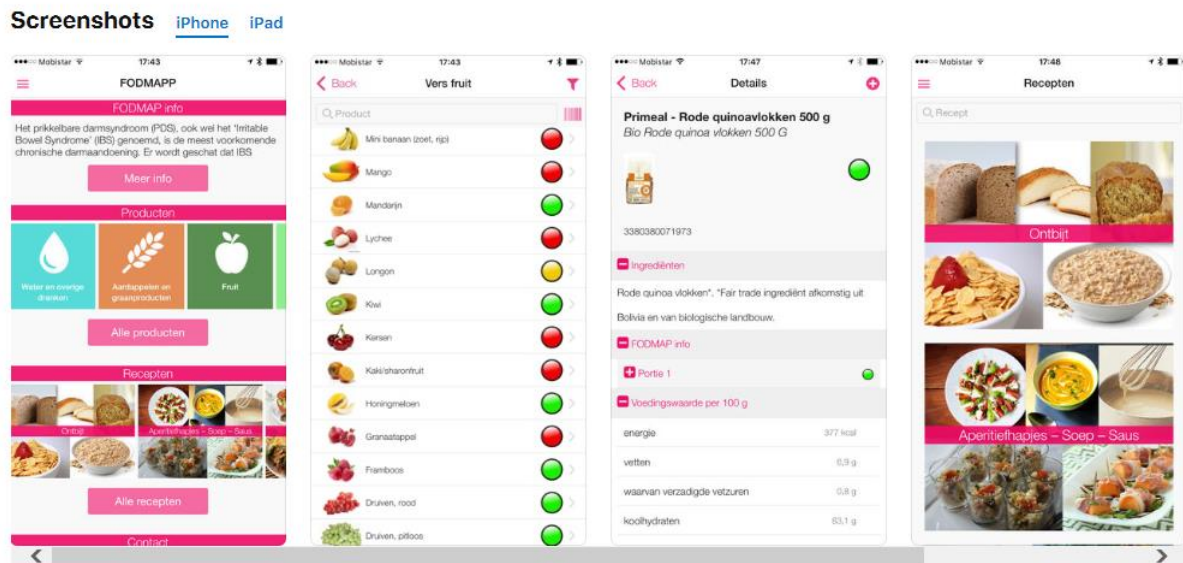 Screenshots iPhone iPad
Mobistar 17:43
FODMAPP
FODMAP info
Het prikkelbare darmsyndroom (PDS), ook wel het 'Irritable
Bowel Syndrome' (IBS) genoemd, is de meest voorkomende
chronische darmaandoening. Er wordt geschat dat IBS
Meer info
Producten
Water en overige
dranken
Aardappelen en
graanproducten
Fruit
Alle producten
Recepten
Ontbijt
Aperitiefhapjes – Soep – Saus
Alle recepten
Contact
Mobistar 17:43
Back Vers fruit
Product
Mini banaan (zoet, rijp)
Mango
Mandarijn
Lychee
Longon
Kiwi
Kersen
Kaki/sharonfruit
Honingmeloen
Granaatappel
Framboos
Druiven, rood
Druiven, pitloos
Mobistar 17:47
Back Details
Primeal - Rode quinoavlokken 500 g
Bio Rode quinoa vlokken 500 G
3380380071973
Ingrediënten
Rode quinoa vlokken*. *Fair trade ingrediënt afkomstig uit
Bolivia en van biologische landbouw.
FODMAP info
Portie 1
Voedingswaarde per 100 g
energie 377 kcal
vetten 6,9 g
waarvan verzadigde vetzuren 0,8 g
koolhydraten 63,1 g
Mobistar 17:48
Recepten
Recept
Ontbijt
Aperitiefhapjes – Soep – Saus